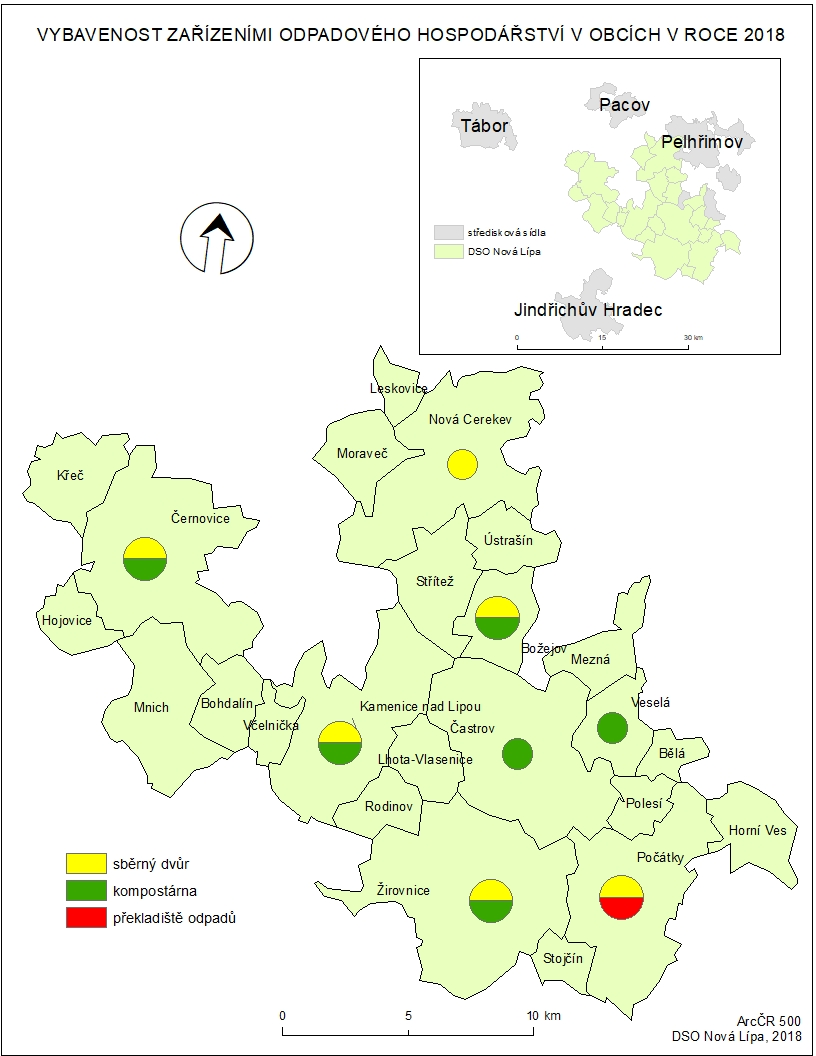 VYBAVENOST ZAŘÍZENÍMI ODPADOVÉHO HOSPODÁŘSTVÍ V OBCÍCH V ROCE 2018
Pacov
Tábor
Pelhřimov
středisková sídla
DSO Nová Lípa
Jindřichův Hradec
0 15 30 km
Leskovice
Nová Cerekev
Moraveč
Křeč
Černovice
Ústrašín
Střítež
Hojovice
Božejov
Mezná
Mnich
Bohdalín
Včelnička
Kamenice nad Lipou
Častrov
Veselá
Lhota-Vlasenice
Bělá
Rodinov
Polesí
Horní Ves
Počátky
Žirovnice
Stojčín
sběrný dvůr
kompostárna
překladiště odpadů
0 5 10 km
ArcČR 500
DSO Nová Lípa, 2018